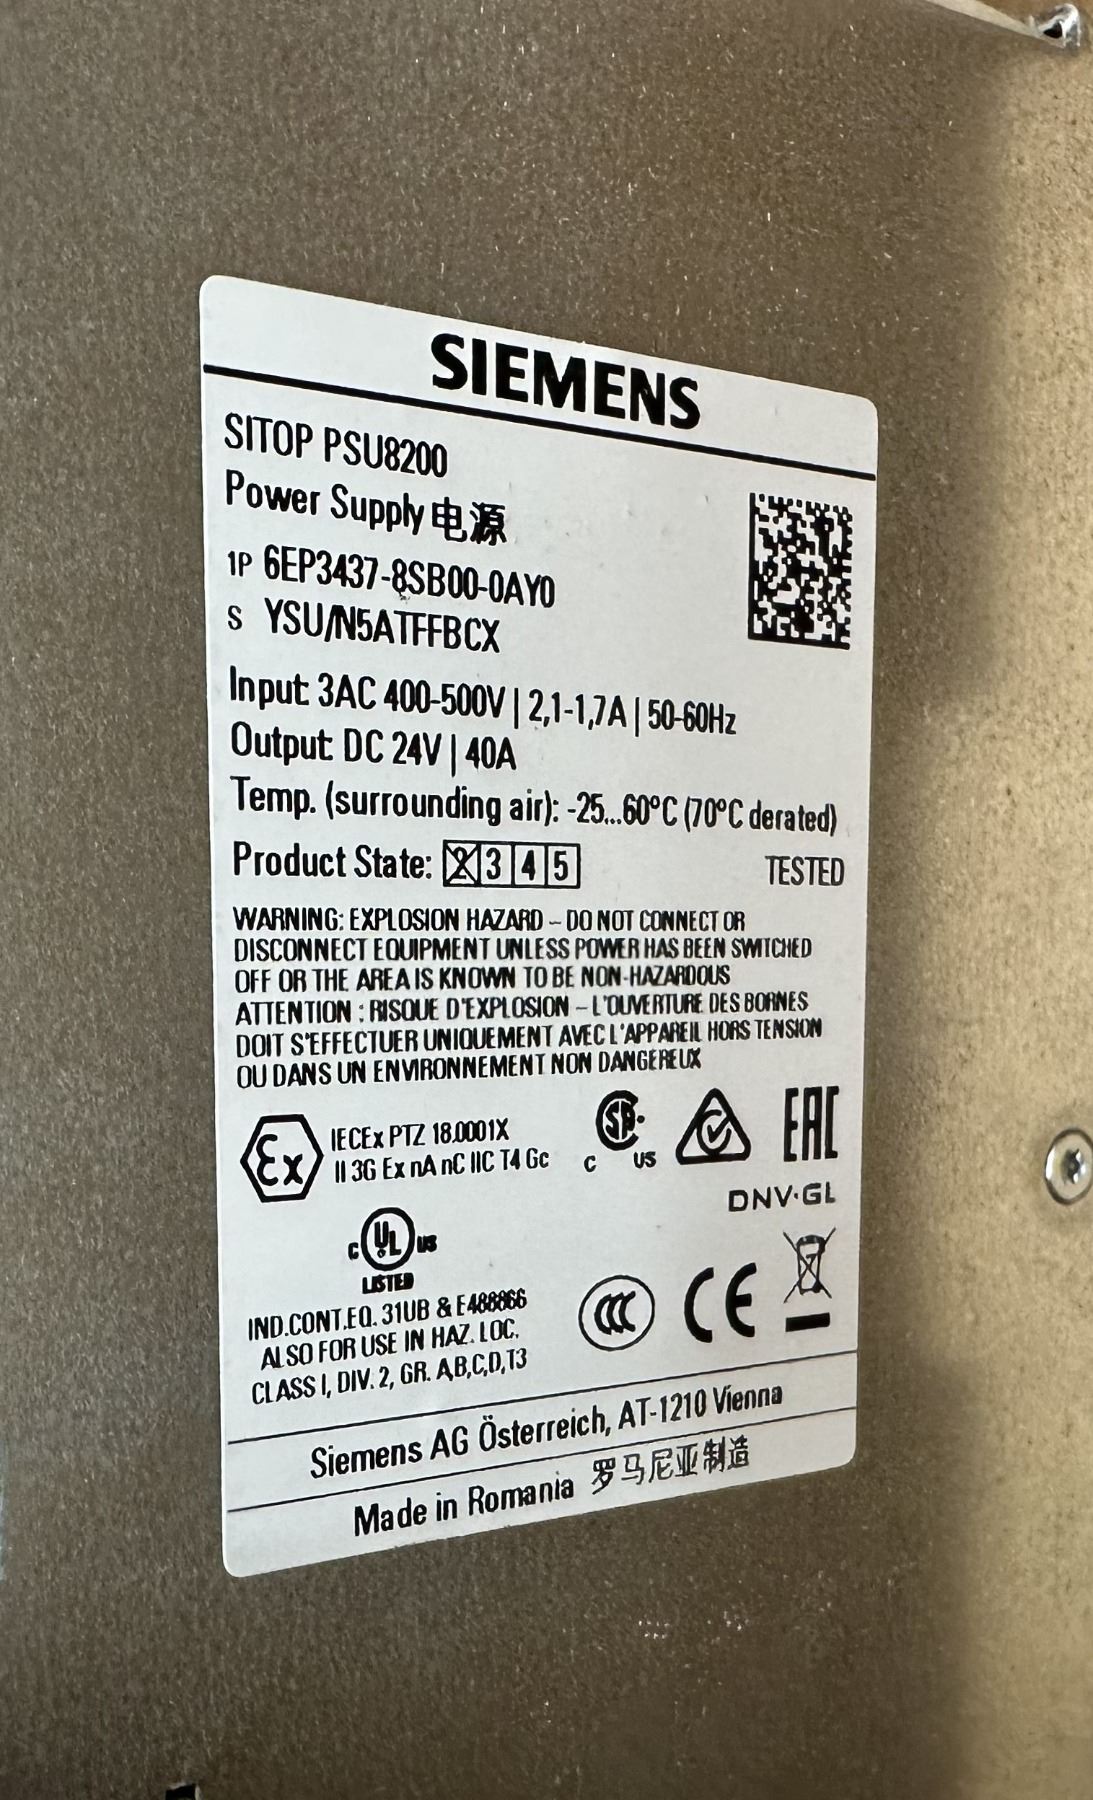 SIEMENS
SITOP PSU8200
Power Supply 电源
1P 6EP3437-8SB00-0AY0
S YSU/N5ATFFBCX
Input: 3AC 400-500V | 2,1-1,7A | 50-60Hz
Output: DC 24V | 40A
Temp. (surrounding air): -25...60°C (70°C derated)
Product State: 2 3 4 5 TESTED
WARNING: EXPLOSION HAZARD – DO NOT CONNECT OR
DISCONNECT EQUIPMENT UNLESS POWER HAS BEEN SWITCHED
OFF OR THE AREA IS KNOWN TO BE NON-HAZARDOUS
ATTENTION : RISQUE D'EXPLOSION – L'OUVERTURE DES BORNES
DOIT S'EFFECTUER UNIQUEMENT AVEC L'APPAREIL HORS TENSION
OU DANS UN ENVIRONNEMENT NON DANGEREUX
Ex IECEx PTZ 18.0001X
II 3G Ex nA nC IIC T4 Gc
C SP US
EAC
DNV·GL
C UL US
LISTED
IND.CONT.EQ. 31UB & E488866
ALSO FOR USE IN HAZ. LOC.
CLASS I, DIV. 2, GR. A,B,C,D,T3
CCC CE
Siemens AG Österreich, AT-1210 Vienna
Made in Romania 罗马尼亚制造